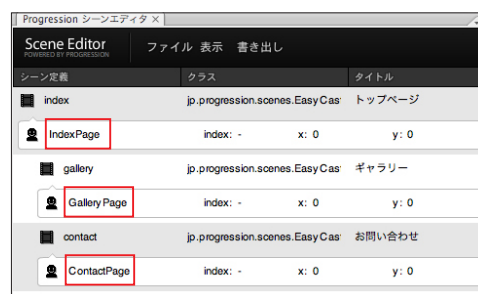 Progression シーンエディタ ×
Scene Editor ファイル 表示 書き出し
POWERED BY PROGRESSION
シーン定義 クラス タイトル
index jp.progression.scenes.EasyCas トップページ
IndexPage index: - x: 0 y: 0
gallery jp.progression.scenes.EasyCas ギャラリー
GalleryPage index: - x: 0 y: 0
contact jp.progression.scenes.EasyCas お問い合わせ
ContactPage index: - x: 0 y: 0